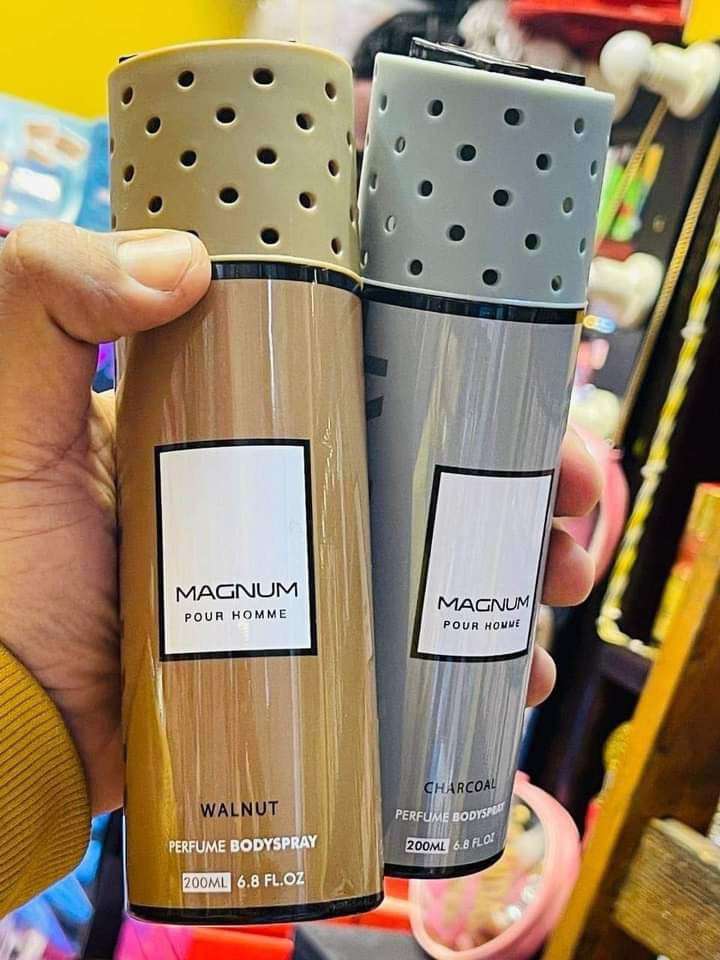 MAGNUM
POUR HOMME
WALNUT
PERFUME BODYSPRAY
200ML 6.8 FL.OZ
MAGNUM
POUR HOMME
CHARCOAL
PERFUME BODYSPRAY
200ML 6.8 FL.OZ